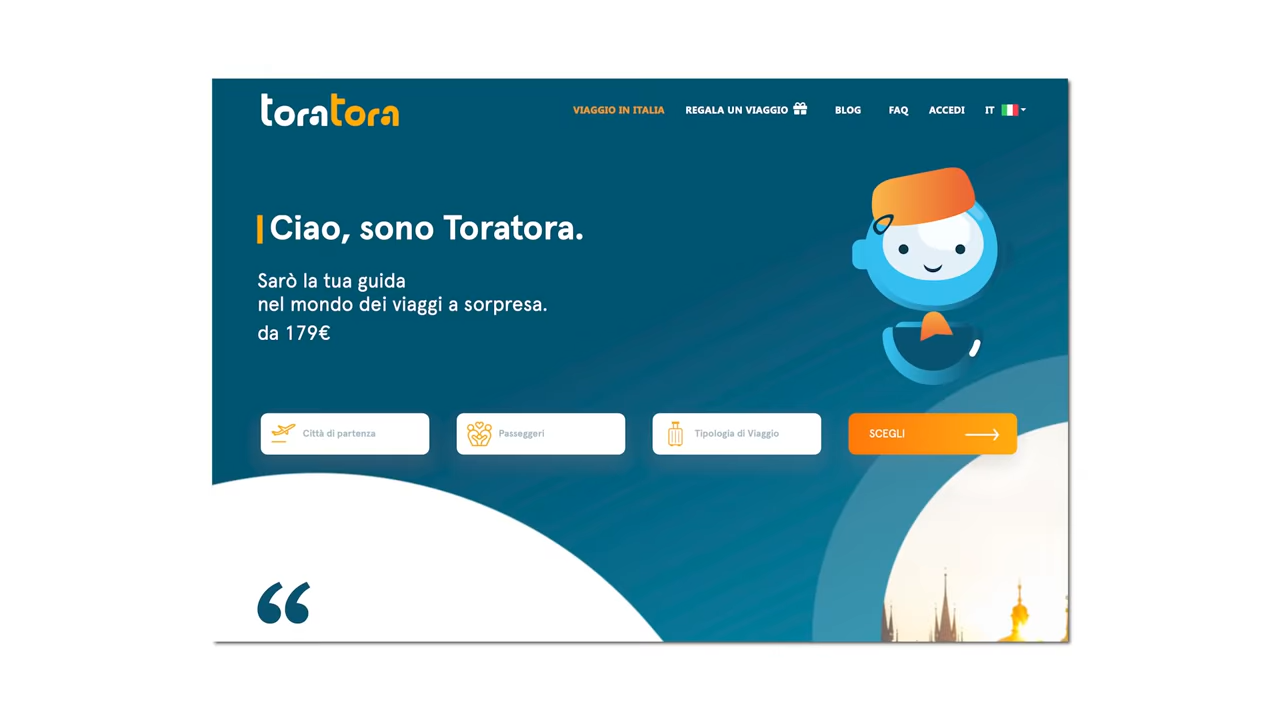 toratora
VIAGGIO IN ITALIA
REGALA UN VIAGGIO
BLOG
FAQ
ACCEDI
IT
Ciao, sono Toratora.
Sarò la tua guida
nel mondo dei viaggi a sorpresa.
da 179€
Città di partenza
Passeggeri
Tipologia di Viaggio
SCEGLI
“